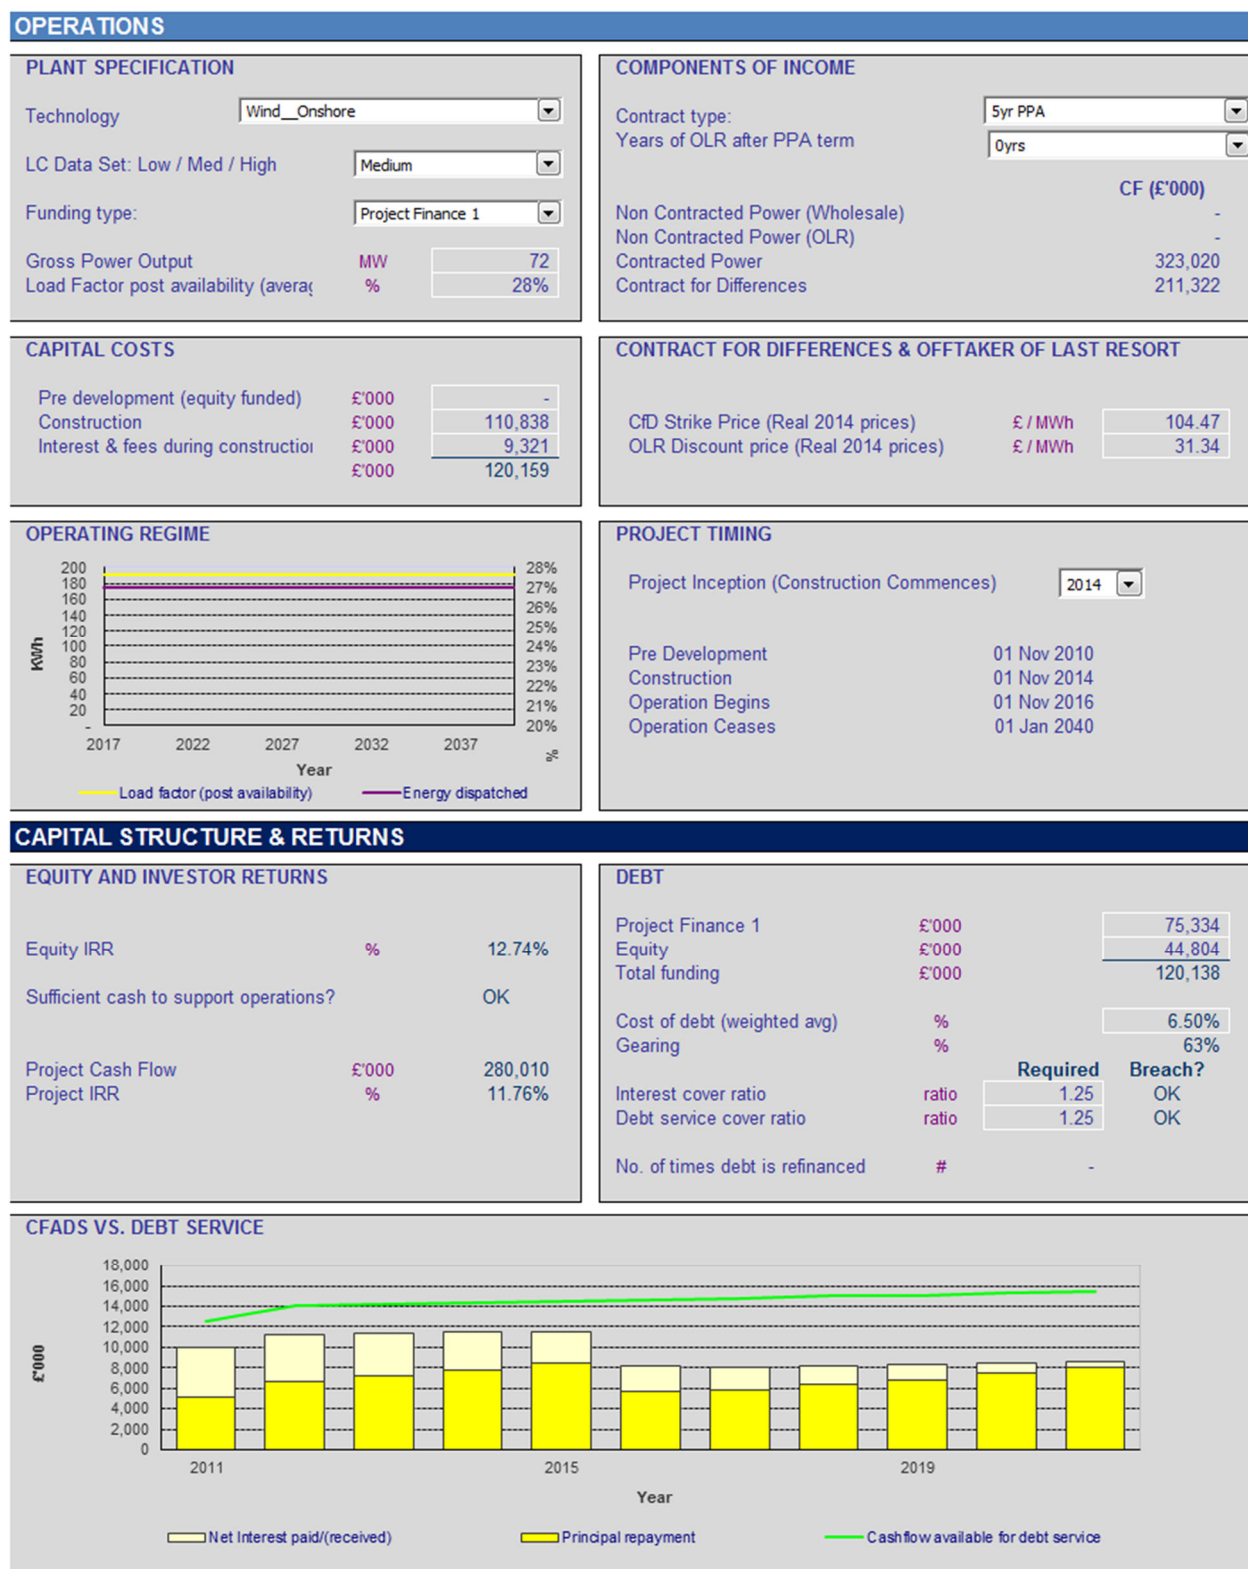 OPERATIONS
PLANT SPECIFICATION
Technology Wind__Onshore
LC Data Set: Low / Med / High Medium
Funding type: Project Finance 1
Gross Power Output MW 72
Load Factor post availability (averag % 28%
COMPONENTS OF INCOME
Contract type: 5yr PPA
Years of OLR after PPA term 0yrs
CF (£'000)
Non Contracted Power (Wholesale) -
Non Contracted Power (OLR) -
Contracted Power 323,020
Contract for Differences 211,322
CAPITAL COSTS
Pre development (equity funded) £'000 -
Construction £'000 110,838
Interest & fees during construction £'000 9,321
£'000 120,159
CONTRACT FOR DIFFERENCES & OFFTAKER OF LAST RESORT
CfD Strike Price (Real 2014 prices) £ / MWh 104.47
OLR Discount price (Real 2014 prices) £ / MWh 31.34
OPERATING REGIME
200 28%
180 27%
160 26%
140 25%
120 24%
100 23%
80 22%
60 21%
40 20%
20
-
KWh
%
2017 2022 2027 2032 2037
Year
Load factor (post availability) Energy dispatched
PROJECT TIMING
Project Inception (Construction Commences) 2014
Pre Development 01 Nov 2010
Construction 01 Nov 2014
Operation Begins 01 Nov 2016
Operation Ceases 01 Jan 2040
CAPITAL STRUCTURE & RETURNS
EQUITY AND INVESTOR RETURNS
Equity IRR % 12.74%
Sufficient cash to support operations? OK
Project Cash Flow £'000 280,010
Project IRR % 11.76%
DEBT
Project Finance 1 £'000 75,334
Equity £'000 44,804
Total funding £'000 120,138
Cost of debt (weighted avg) % 6.50%
Gearing % 63%
Required Breach?
Interest cover ratio ratio 1.25 OK
Debt service cover ratio ratio 1.25 OK
No. of times debt is refinanced # -
CFADS VS. DEBT SERVICE
18,000
16,000
14,000
12,000
10,000
8,000
6,000
4,000
2,000
0
£'000
2011 2015 2019
Year
Net Interest paid/(received) Principal repayment Cashflow available for debt service